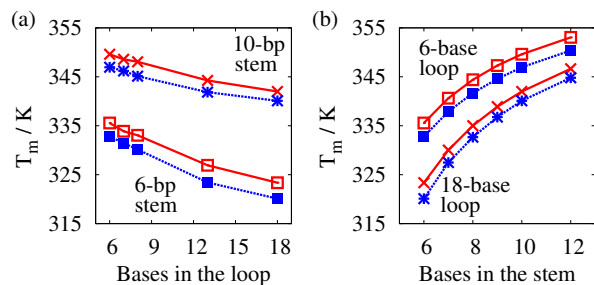 (a)
355
345
335
325
315
T_m / K
10-bp
stem
6-bp
stem
6 9 12 15 18
Bases in the loop
(b)
355
345
335
325
315
T_m / K
6-base
loop
18-base
loop
6 8 10 12
Bases in the stem